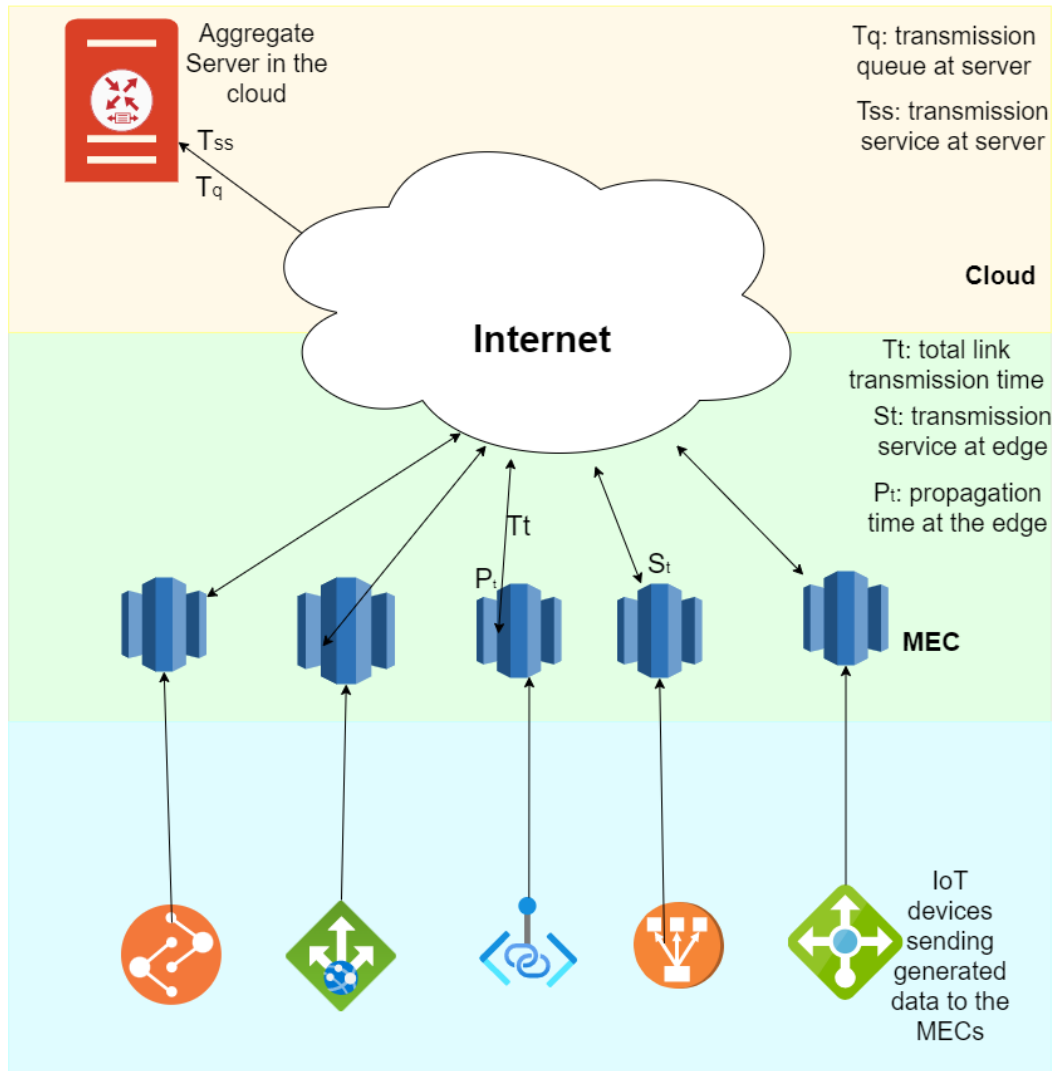 Aggregate
Server in the
cloud
Tq: transmission
queue at server
Tss: transmission
service at server
Tss
Tq
Cloud
Internet
Tt: total link
transmission time
St: transmission
service at edge
Pt: propagation
time at the edge
Tt
Pt
St
MEC
IoT
devices
sending
generated
data to the
MECs